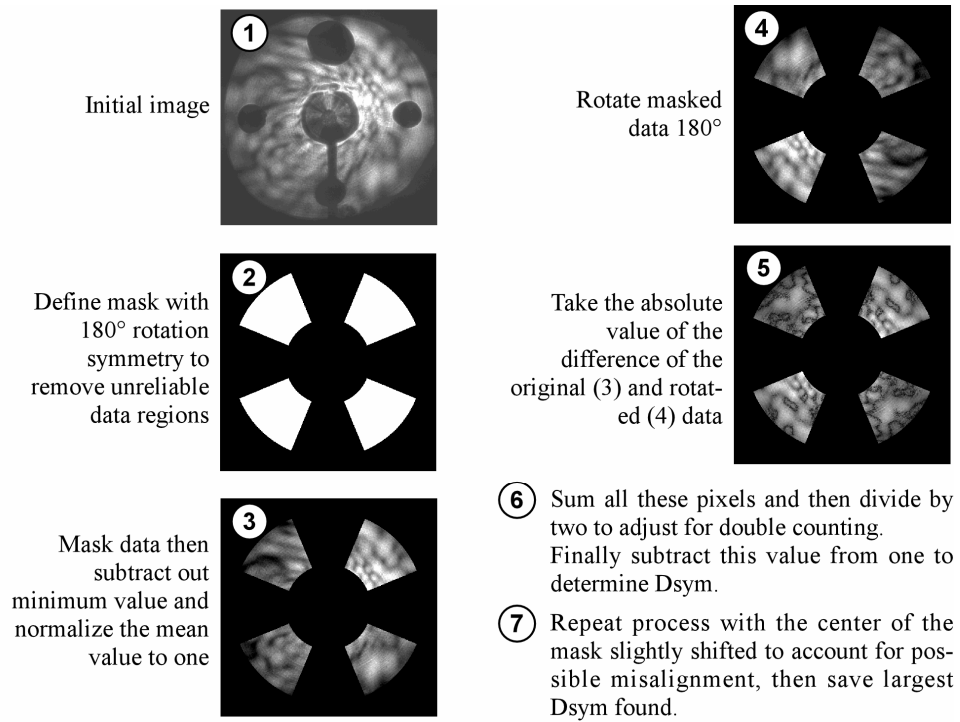 1
Initial image
2
Define mask with
180° rotation
symmetry to
remove unreliable
data regions
3
Mask data then
subtract out
minimum value and
normalize the mean
value to one
4
Rotate masked
data 180°
5
Take the absolute
value of the
difference of the
original (3) and rotat-
ed (4) data
6 Sum all these pixels and then divide by
two to adjust for double counting.
Finally subtract this value from one to
determine Dsym.
7 Repeat process with the center of the
mask slightly shifted to account for pos-
sible misalignment, then save largest
Dsym found.